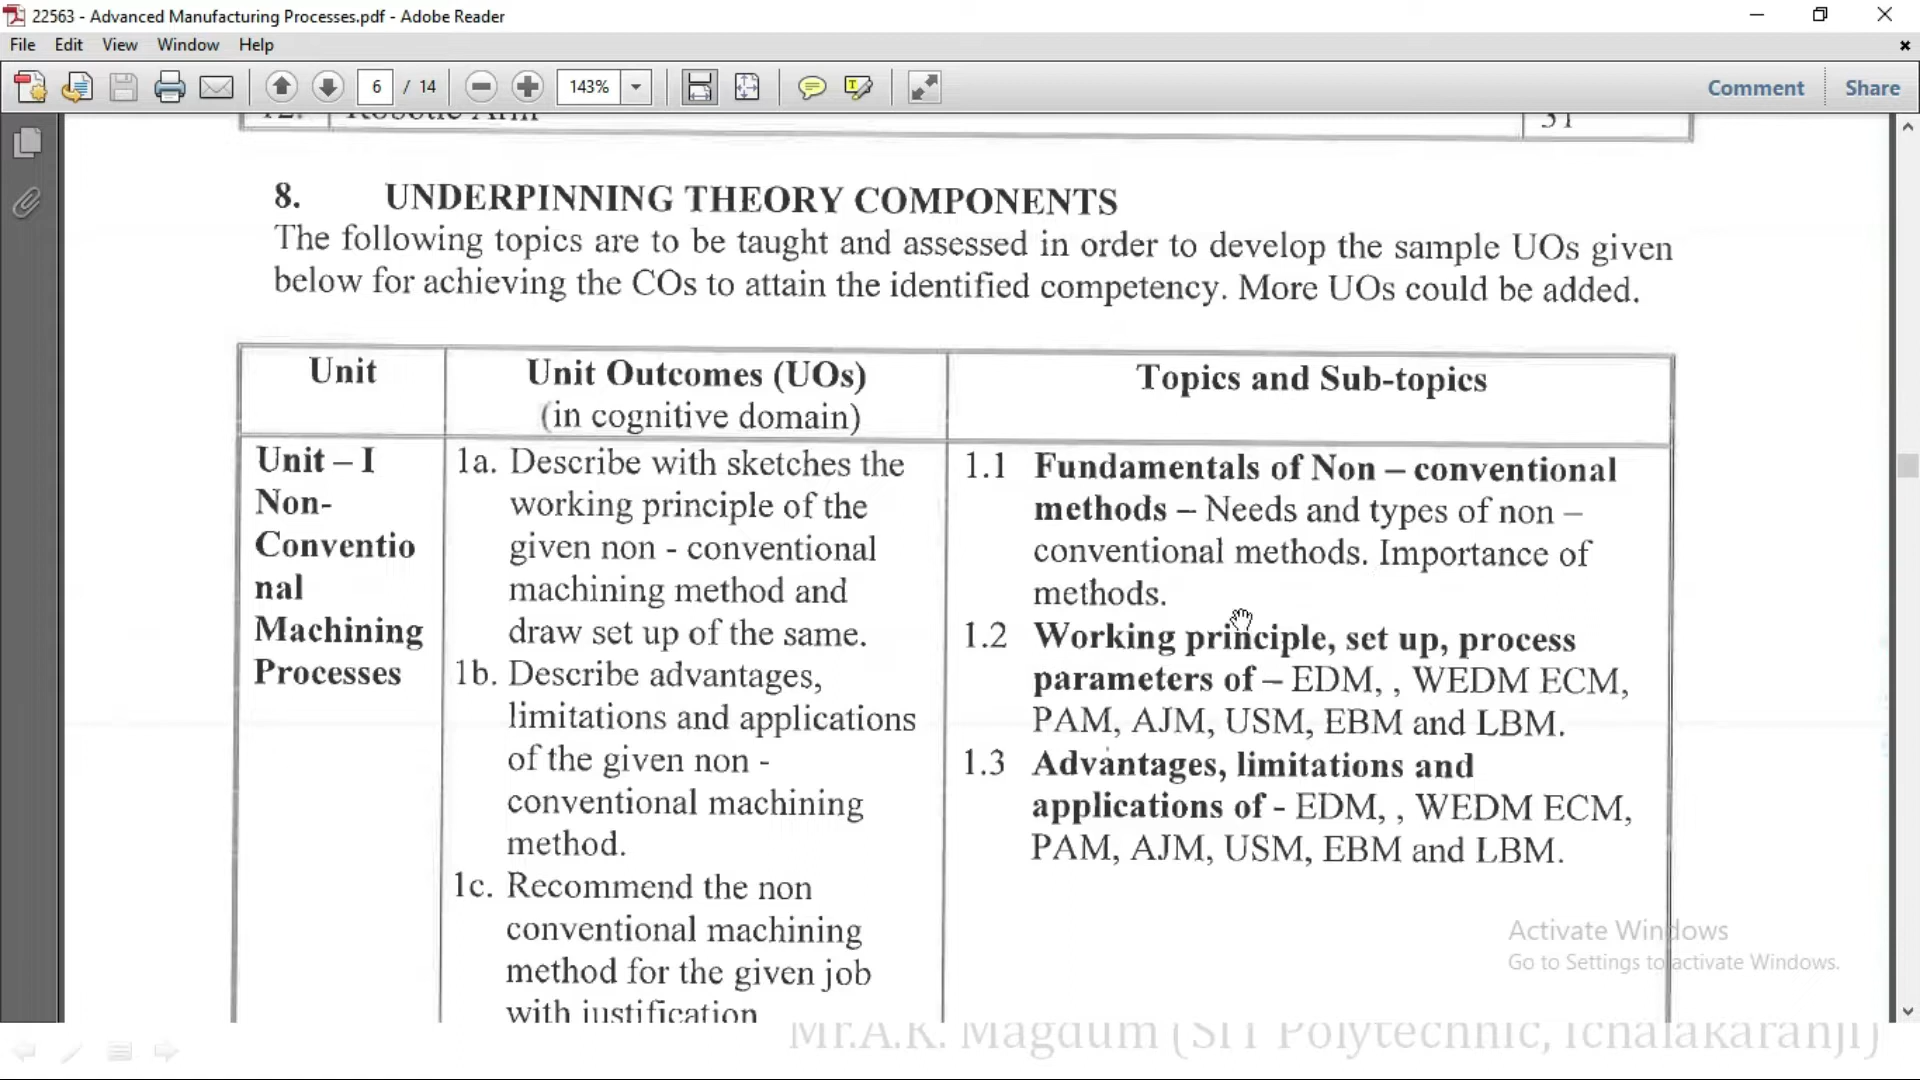 22563 - Advanced Manufacturing Processes.pdf - Adobe Reader
File Edit View Window Help
6 / 14 143% Comment Share
12. Robotic Arm 31
8. UNDERPINNING THEORY COMPONENTS
The following topics are to be taught and assessed in order to develop the sample UOs given
below for achieving the COs to attain the identified competency. More UOs could be added.
Unit
Unit Outcomes (UOs)
(in cognitive domain)
Topics and Sub-topics
Unit – I
Non-
Conventio
nal
Machining
Processes
1a. Describe with sketches the
working principle of the
given non - conventional
machining method and
draw set up of the same.
1b. Describe advantages,
limitations and applications
of the given non -
conventional machining
method.
1c. Recommend the non
conventional machining
method for the given job
with justification
1.1 Fundamentals of Non – conventional
methods – Needs and types of non –
conventional methods. Importance of
methods.
1.2 Working principle, set up, process
parameters of – EDM, , WEDM ECM,
PAM, AJM, USM, EBM and LBM.
1.3 Advantages, limitations and
applications of - EDM, , WEDM ECM,
PAM, AJM, USM, EBM and LBM.
Activate Windows
Go to Settings to activate Windows.
Mr.A.K. Magdum (SIT Polytechnic, Ichalakaranji)